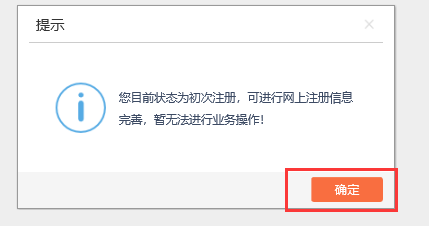 提示
您目前状态为初次注册，可进行网上注册信息
完善，暂无法进行业务操作！
确定